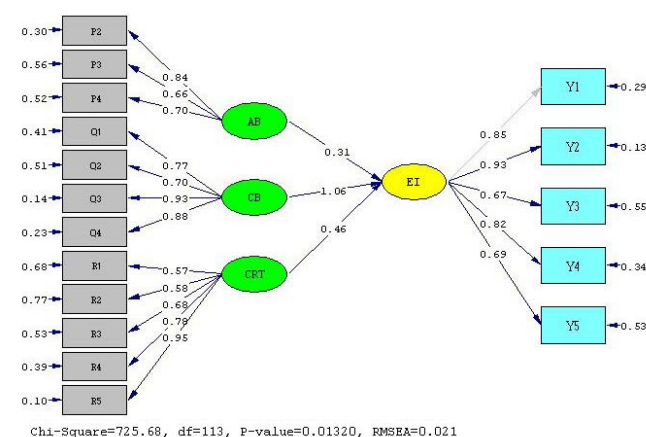 0.30 P2
0.56 P3
0.52 P4
0.41 Q1
0.51 Q2
0.14 Q3
0.23 Q4
0.68 R1
0.77 R2
0.53 R3
0.39 R4
0.10 R5
0.84
0.66
0.70
0.77
0.70
0.93
0.88
0.57
0.58
0.68
0.78
0.95
AB
CB
CRT
0.31
1.06
0.46
EI
0.85
0.93
0.67
0.82
0.69
Y1 0.29
Y2 0.13
Y3 0.55
Y4 0.34
Y5 0.53
Chi-Square=725.68, df=113, P-value=0.01320, RMSEA=0.021